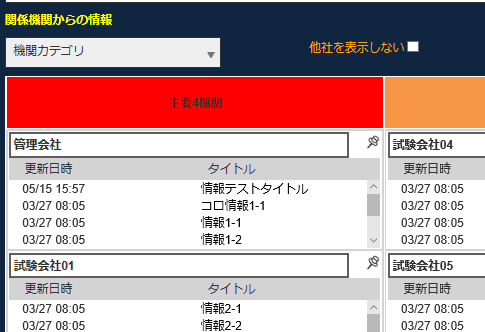 関係機関からの情報
機関カテゴリ
他社を表示しない
主要4機関
管理会社
更新日時 タイトル
05/15 15:57 情報テストタイトル
03/27 08:05 コロ情報1-1
03/27 08:05 情報1-1
03/27 08:05 情報1-2
試験会社04
更新日時
03/27 08:05
03/27 08:05
03/27 08:05
03/27 08:05
試験会社01
更新日時 タイトル
03/27 08:05 情報2-1
03/27 08:05 情報2-2
試験会社05
更新日時
03/27 08:05
03/27 08:05